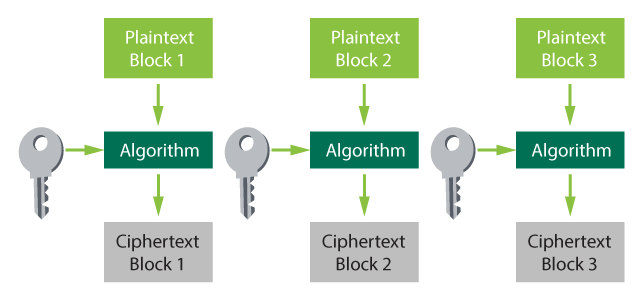 Plaintext
Block 1
Plaintext
Block 2
Plaintext
Block 3
Algorithm
Algorithm
Algorithm
Ciphertext
Block 1
Ciphertext
Block 2
Ciphertext
Block 3